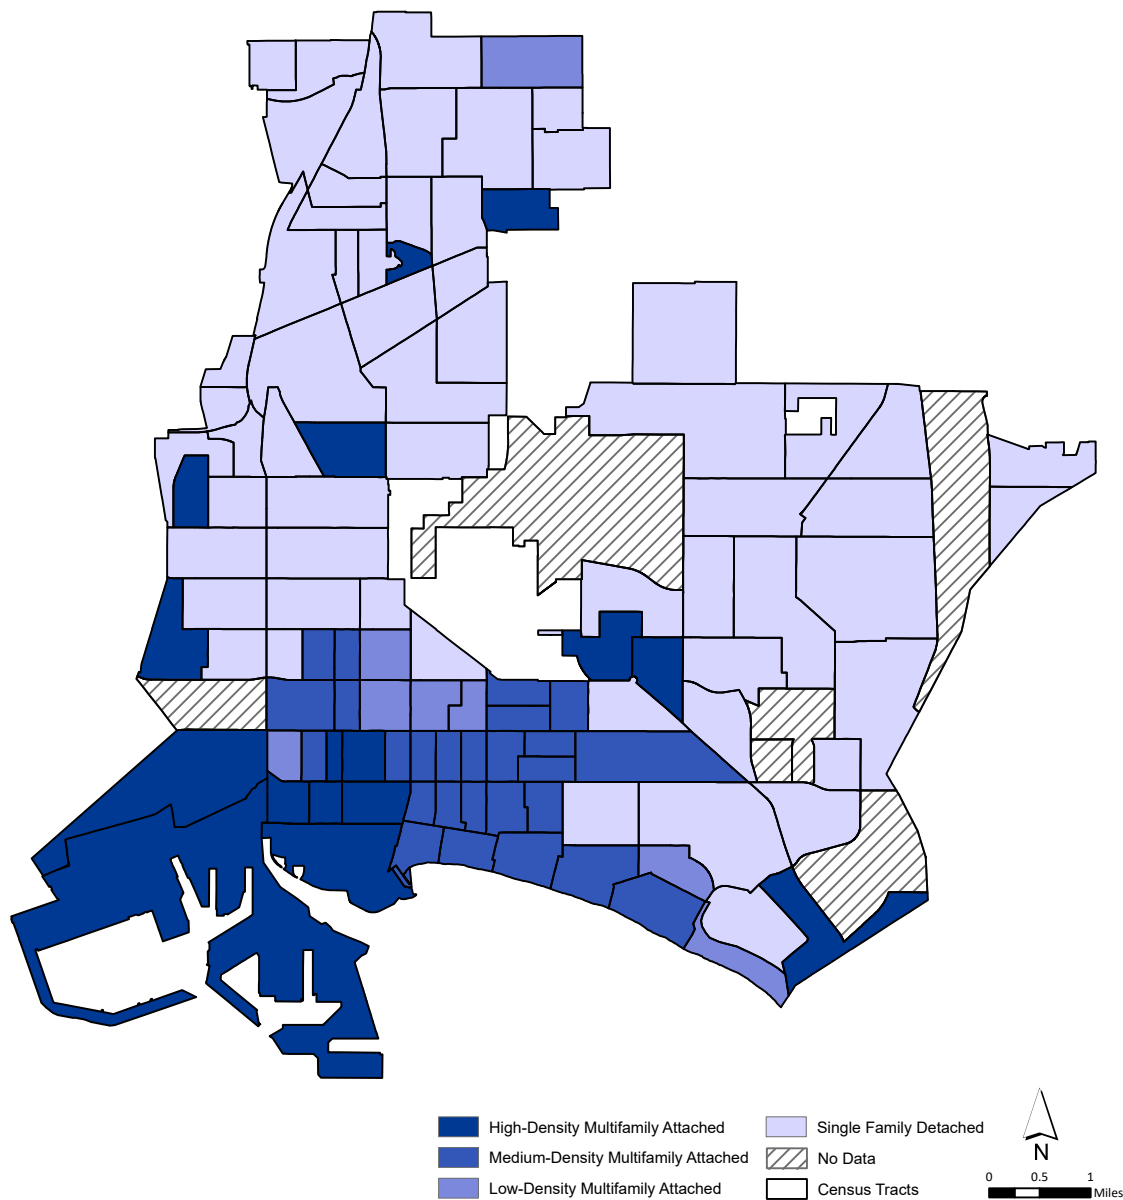 High-Density Multifamily Attached
Medium-Density Multifamily Attached
Low-Density Multifamily Attached
Single Family Detached
No Data
Census Tracts
N
0 0.5 1
Miles